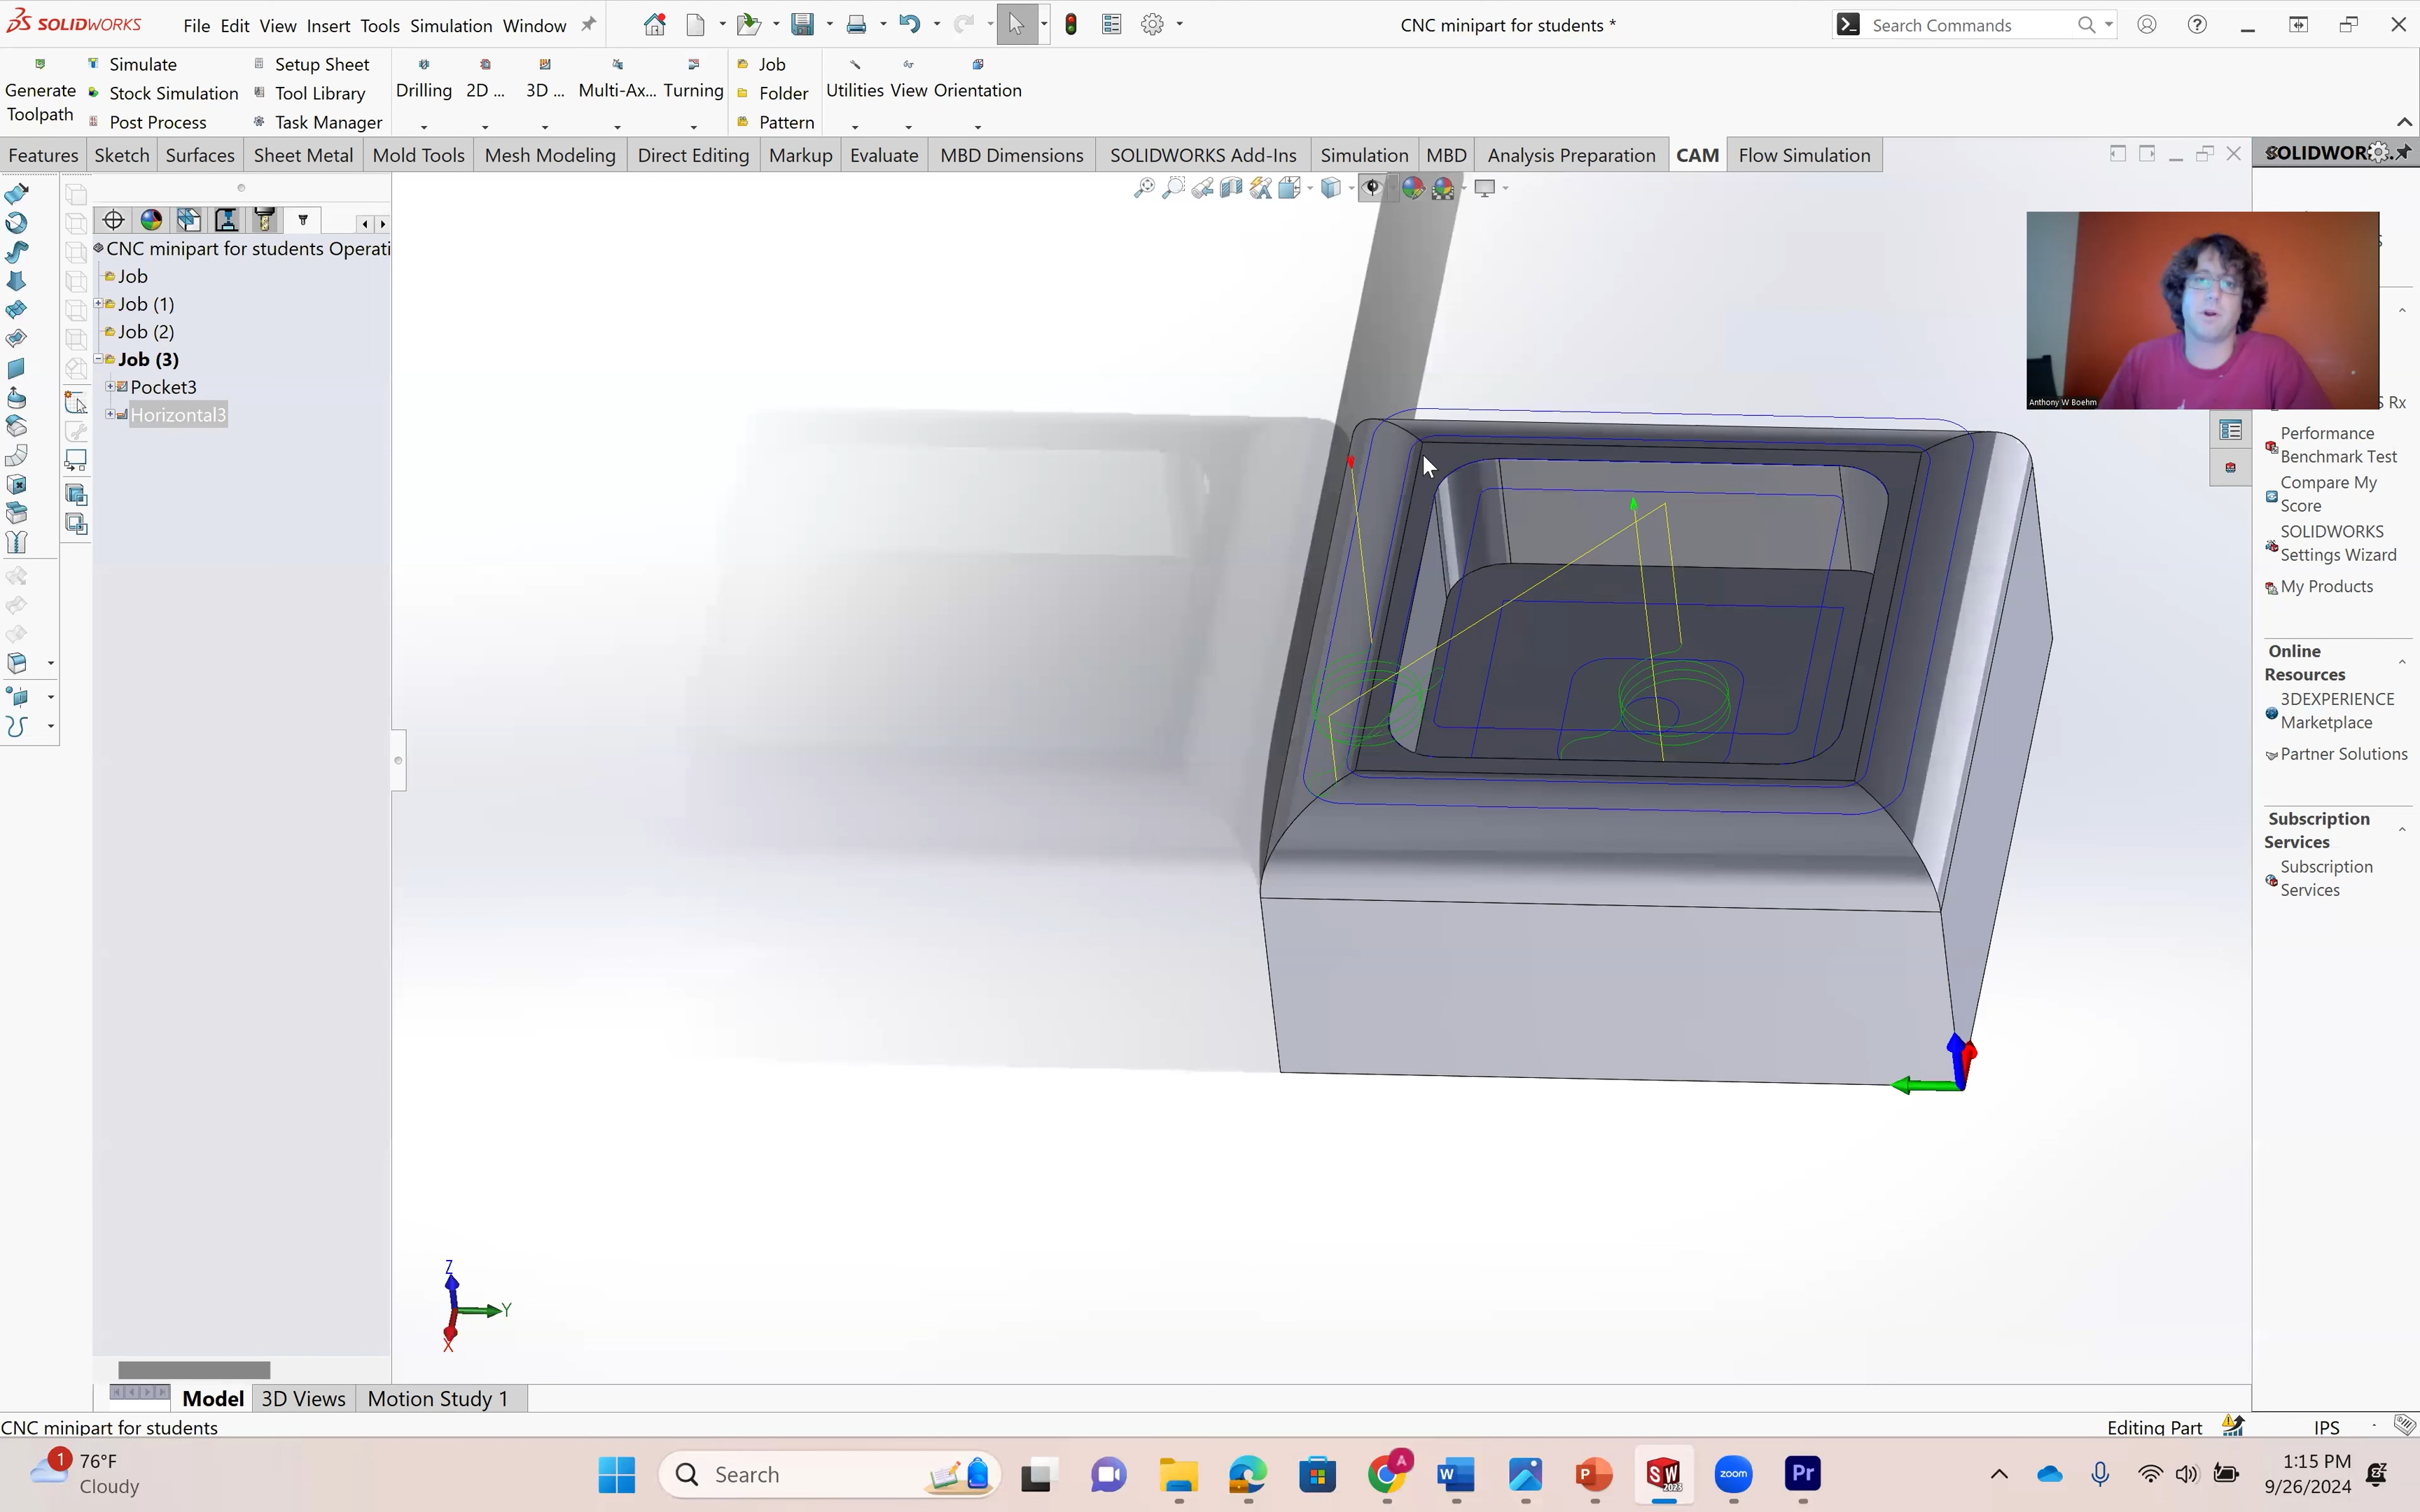 SOLIDWORKS File Edit View Insert Tools Simulation Window
CNC minipart for students *
Search Commands
Generate Toolpath
Simulate
Stock Simulation
Post Process
Setup Sheet
Tool Library
Task Manager
Drilling 2D ... 3D ... Multi-Ax... Turning
Job
Folder
Pattern
Utilities View Orientation
Features Sketch Surfaces Sheet Metal Mold Tools Mesh Modeling Direct Editing Markup Evaluate MBD Dimensions SOLIDWORKS Add-Ins Simulation MBD Analysis Preparation CAM Flow Simulation
CNC minipart for students Operati
Job
Job (1)
Job (2)
Job (3)
Pocket3
Horizontal3
Anthony W Boehm
Rx
Performance
Benchmark Test
Compare My
Score
SOLIDWORKS
Settings Wizard
My Products
Online
Resources
3DEXPERIENCE
Marketplace
Partner Solutions
Subscription
Services
Subscription
Services
Z
Y
X
Model 3D Views Motion Study 1
CNC minipart for students
Editing Part
IPS
1
76°F
Cloudy
Search
A
W
P
SW
2023
zoom
Pr
1:15 PM
9/26/2024